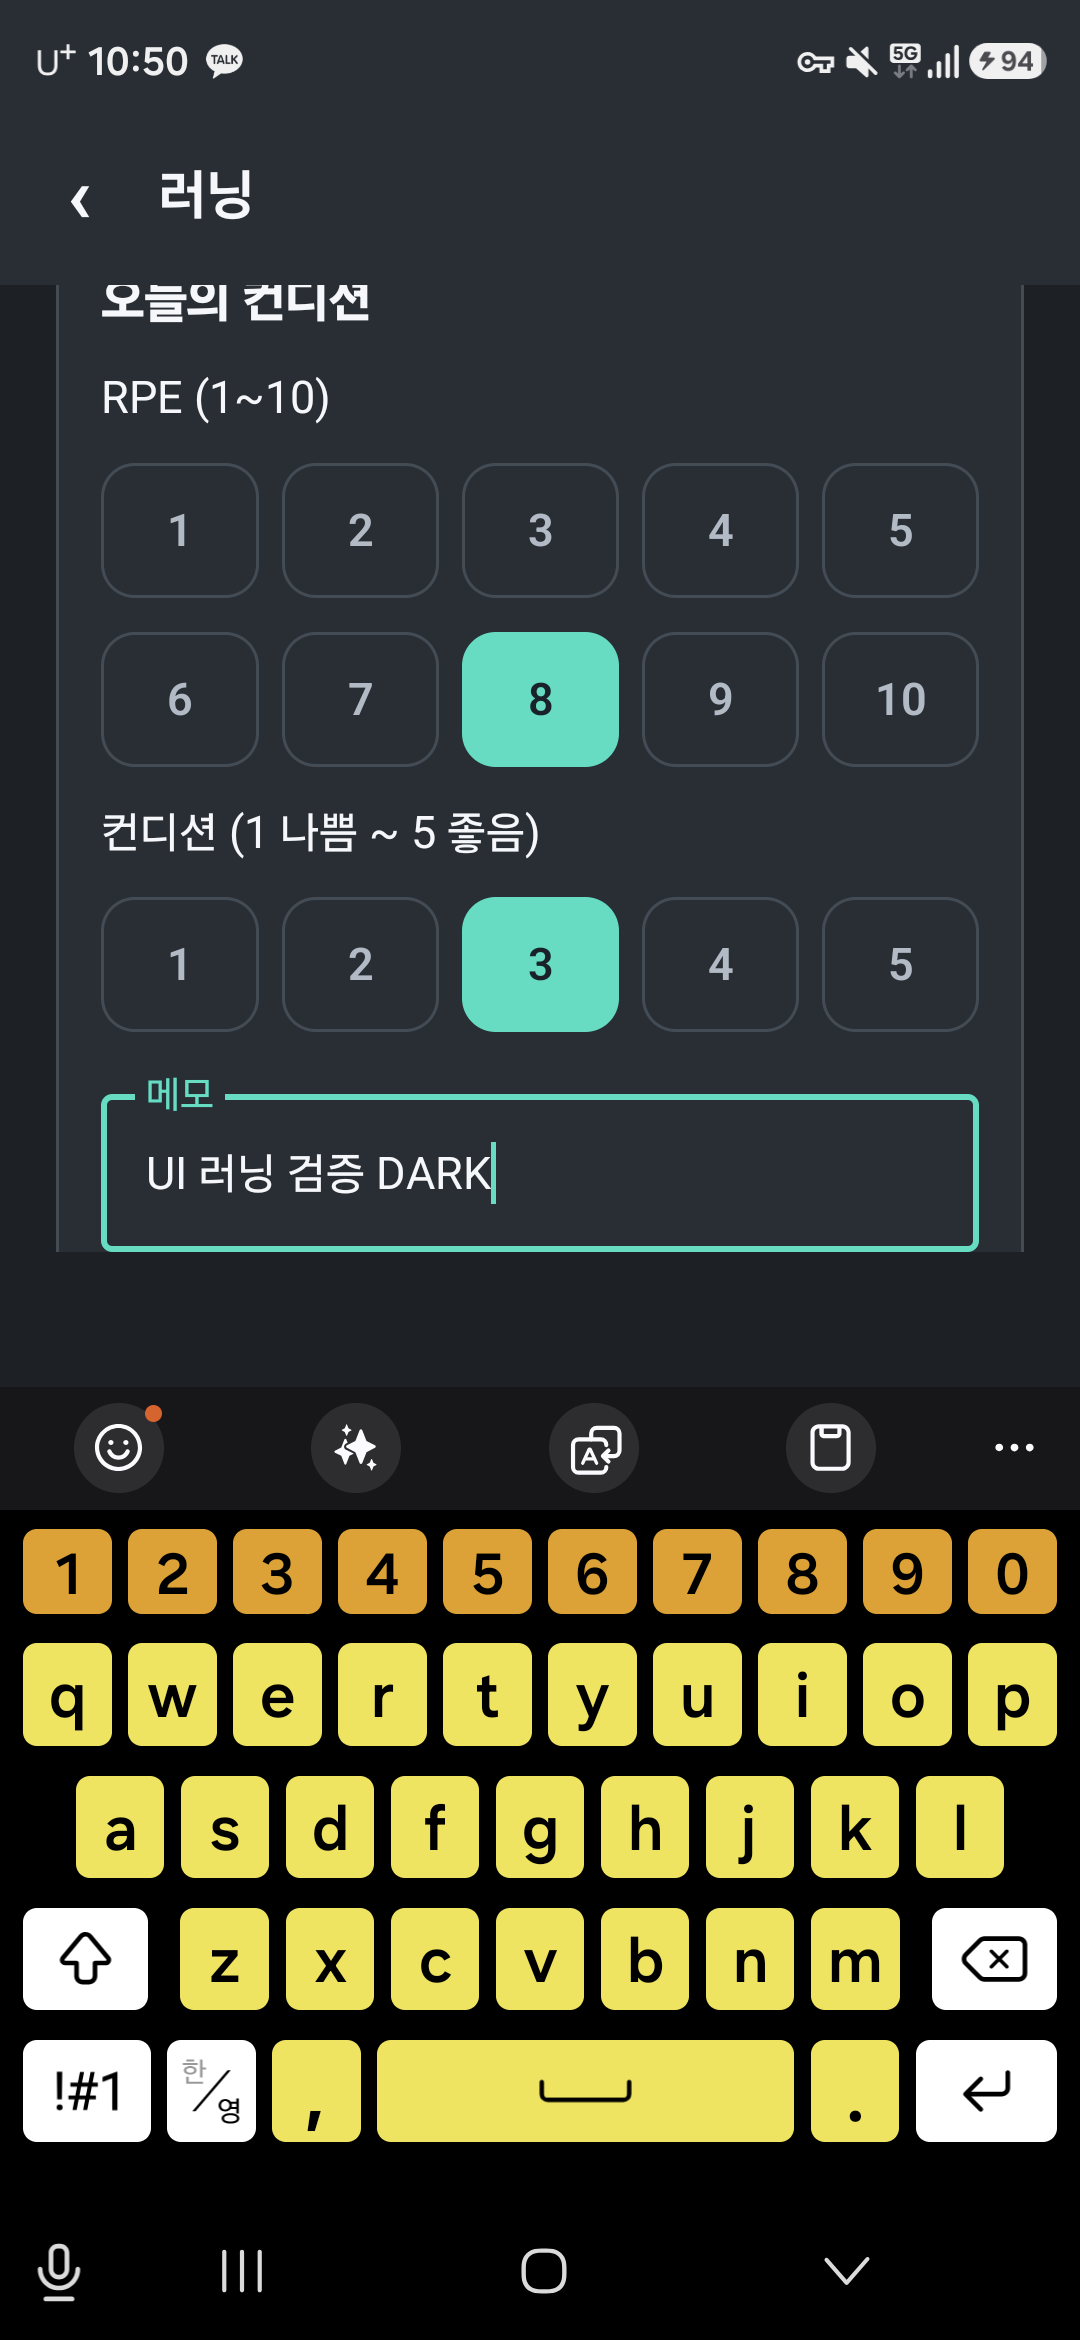 U+ 10:50 TALK 5G 94
러닝
오늘의 컨디션
RPE (1~10)
1 2 3 4 5
6 7 8 9 10
컨디션 (1 나쁨 ~ 5 좋음)
1 2 3 4 5
메모
UI 러닝 검증 DARK
A
1 2 3 4 5 6 7 8 9 0
q w e r t y u i o p
a s d f g h j k l
z x c v b n m
!#1 한/영 , .